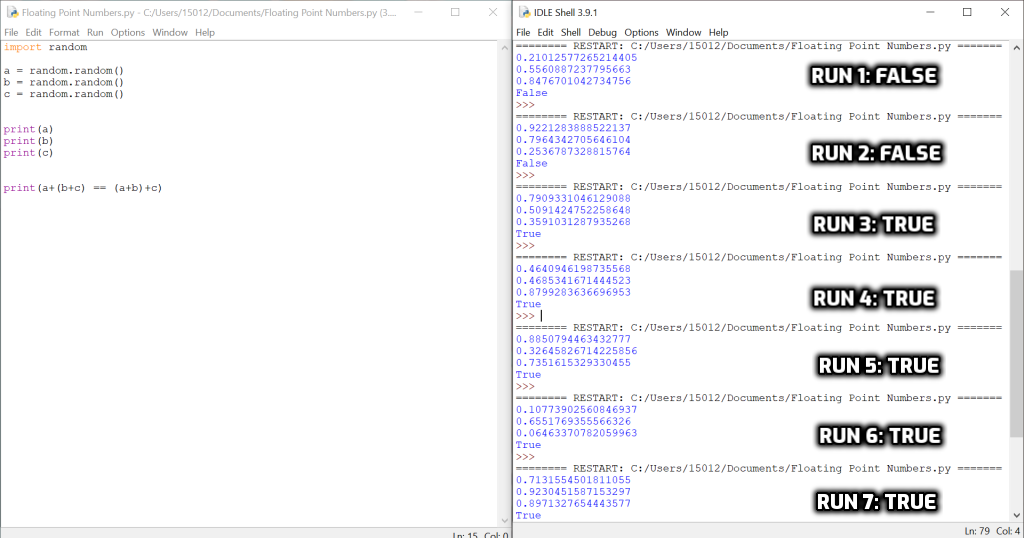 Floating Point Numbers.py - C:/Users/15012/Documents/Floating Point Numbers.py (3....
File Edit Format Run Options Window Help
import random
a = random.random()
b = random.random()
c = random.random()
print(a)
print(b)
print(c)
print(a+(b+c) == (a+b)+c)
Ln: 15 Col: 0
IDLE Shell 3.9.1
File Edit Shell Debug Options Window Help
======== RESTART: C:/Users/15012/Documents/Floating Point Numbers.py =======
0.21012577265214405
0.5560887237795663
0.8476701042734756
False
>>>
RUN 1: FALSE
======== RESTART: C:/Users/15012/Documents/Floating Point Numbers.py =======
0.9221283888522137
0.7964342705646104
0.2536787328815764
False
>>>
RUN 2: FALSE
======== RESTART: C:/Users/15012/Documents/Floating Point Numbers.py =======
0.7909331046129088
0.5091424752258648
0.3591031287935268
True
>>>
RUN 3: TRUE
======== RESTART: C:/Users/15012/Documents/Floating Point Numbers.py =======
0.4640946198735568
0.4685341671444523
0.8799283636696953
True
>>>
RUN 4: TRUE
======== RESTART: C:/Users/15012/Documents/Floating Point Numbers.py =======
0.8850794463432777
0.32645826714225856
0.7351615329330455
True
>>>
RUN 5: TRUE
======== RESTART: C:/Users/15012/Documents/Floating Point Numbers.py =======
0.10773902560846937
0.6551769355566326
0.06463370782059963
True
>>>
RUN 6: TRUE
======== RESTART: C:/Users/15012/Documents/Floating Point Numbers.py =======
0.7131554501811055
0.9230451587153297
0.8971327654443577
True
RUN 7: TRUE
Ln: 79 Col: 4